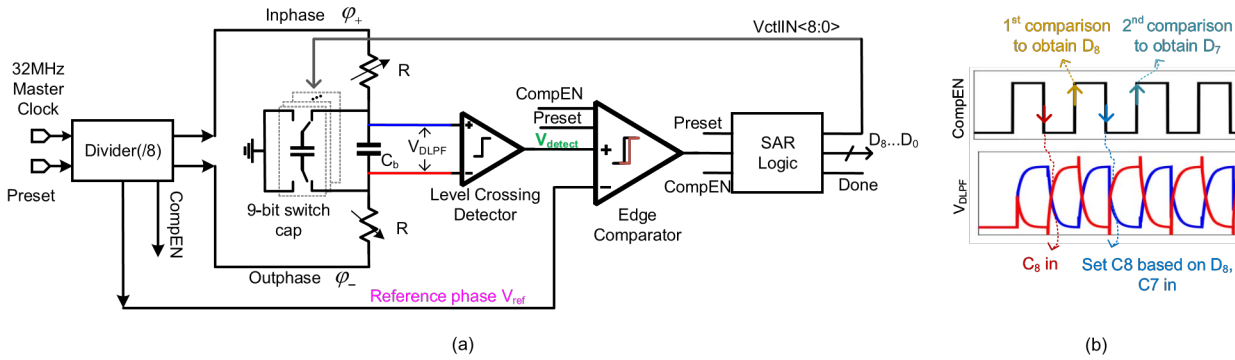 Inphase φ+
VctlIN<8:0>
32MHz
Master
Clock
R
CompEN
Preset
Divider(/8)
VDLPF
Cb
Vdetect
Preset
SAR
Logic
D8...D0
Preset
CompEN
Done
CompEN
9-bit switch
cap
Level Crossing
Detector
R
Edge
Comparator
Outphase φ−
Reference phase Vref
(a)
1st comparison
to obtain D8
2nd comparison
to obtain D7
CompEN
VDLPF
C8 in
Set C8 based on D8,
C7 in
(b)